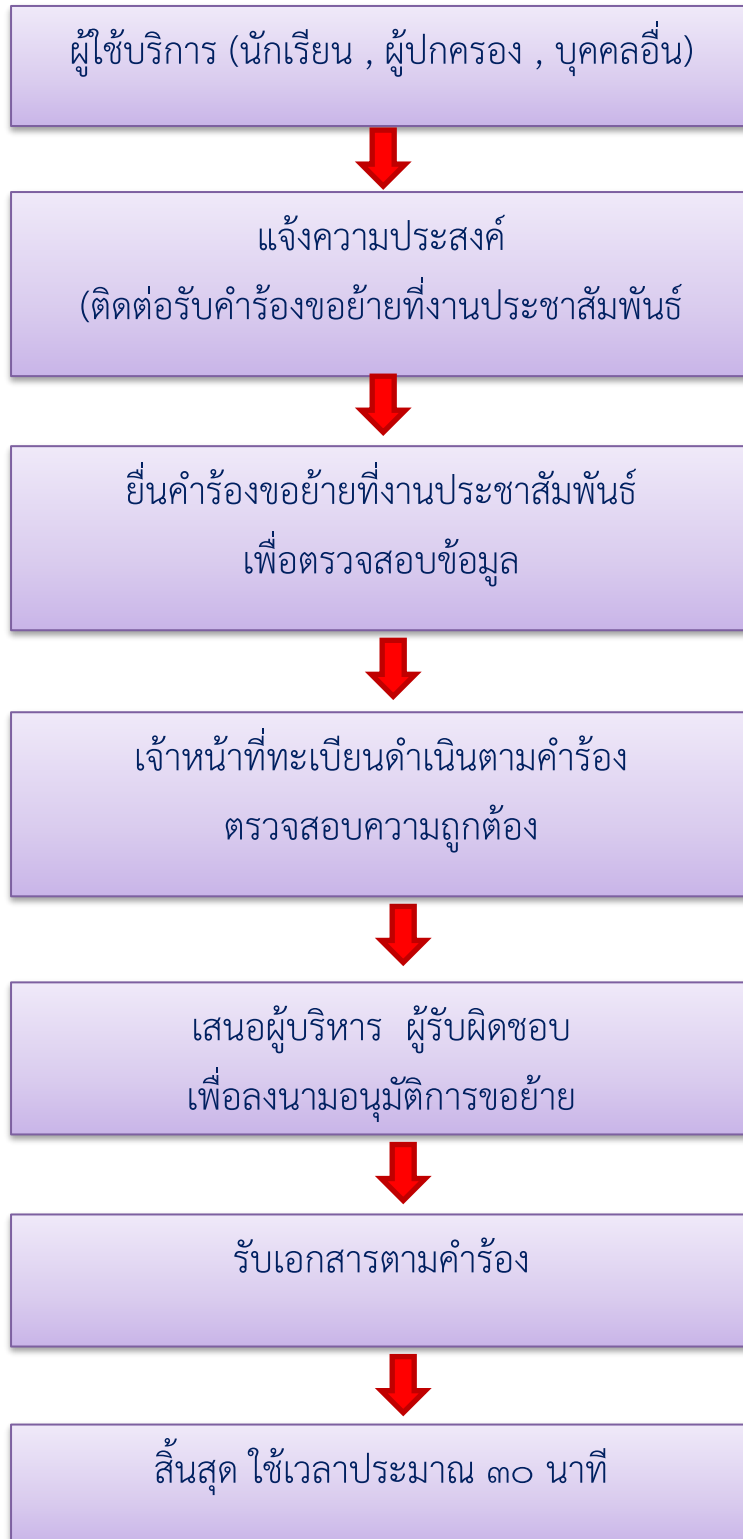 ผู้ใช้บริการ (นักเรียน , ผู้ปกครอง , บุคคลอื่น)
แจ้งความประสงค์
(ติดต่อรับคำร้องขอย้ายที่งานประชาสัมพันธ์
ยื่นคำร้องขอย้ายที่งานประชาสัมพันธ์
เพื่อตรวจสอบข้อมูล
เจ้าหน้าที่ทะเบียนดำเนินตามคำร้อง
ตรวจสอบความถูกต้อง
เสนอผู้บริหาร  ผู้รับผิดชอบ
เพื่อลงนามอนุมัติการขอย้าย
รับเอกสารตามคำร้อง
สิ้นสุด ใช้เวลาประมาณ ๓๐ นาที